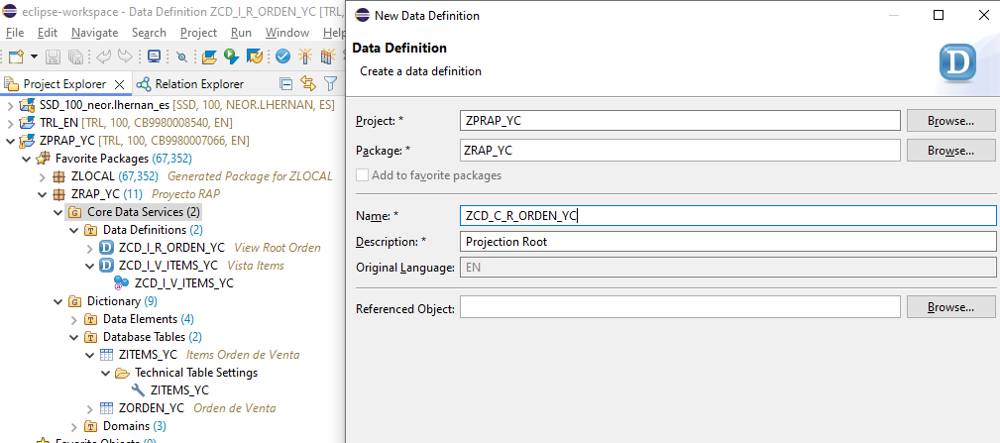 eclipse-workspace - Data Definition ZCD_I_R_ORDEN_YC [TRL,
File Edit Navigate Search Project Run Window Help
Project Explorer
Relation Explorer
SSD_100_neor.lhernan_es [SSD, 100, NEOR.LHERNAN, ES]
TRL_EN [TRL, 100, CB9980008540, EN]
ZPRAP_YC [TRL, 100, CB9980007066, EN]
Favorite Packages (67,352)
ZLOCAL (67,352) Generated Package for ZLOCAL
ZRAP_YC (11) Proyecto RAP
Core Data Services (2)
Data Definitions (2)
ZCD_I_R_ORDEN_YC View Root Orden
ZCD_I_V_ITEMS_YC Vista Items
ZCD_I_V_ITEMS_YC
Dictionary (9)
Data Elements (4)
Database Tables (2)
ZITEMS_YC Items Orden de Venta
Technical Table Settings
ZITEMS_YC
ZORDEN_YC Orden de Venta
Domains (3)
Favorite Objects (0)
New Data Definition
Data Definition
Create a data definition
D
Project: * ZPRAP_YC Browse...
Package: * ZRAP_YC Browse...
Add to favorite packages
Name: * ZCD_C_R_ORDEN_YC
Description: * Projection Root
Original Language: EN
Referenced Object: Browse...